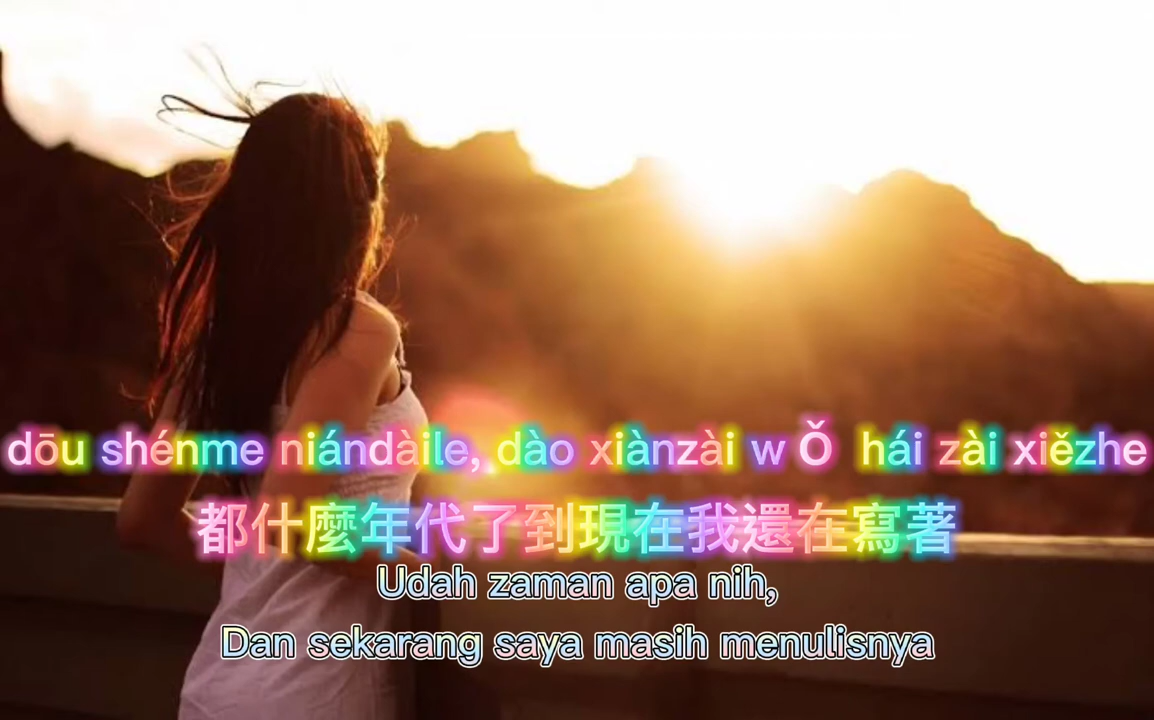 dōu shénme niándàile, dào xiànzài w Ǒ hái zài xiězhe
都什麼年代了到現在我還在寫著
Udah zaman apa nih,
Dan sekarang saya masih menulisnya